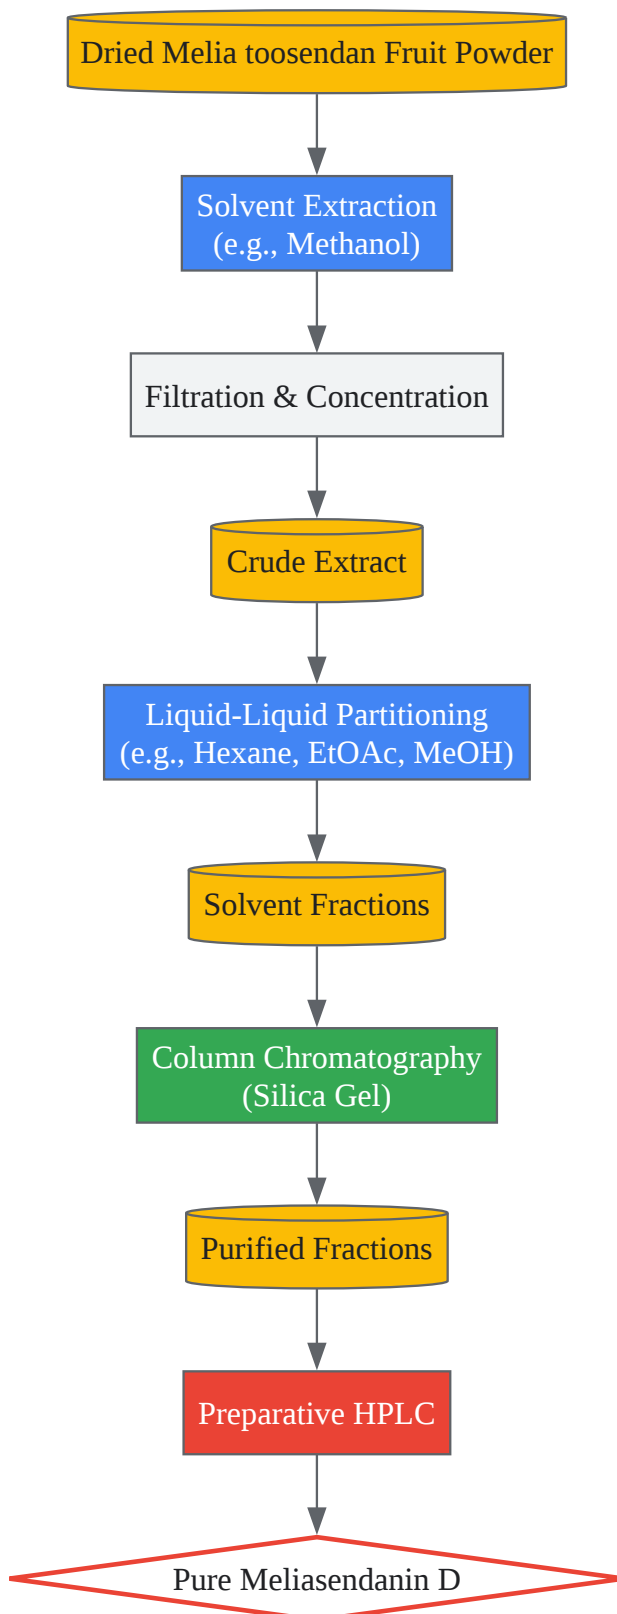 Dried Melia toosendan Fruit Powder
Solvent Extraction
(e.g., Methanol)
Filtration & Concentration
Crude Extract
Liquid-Liquid Partitioning
(e.g., Hexane, EtOAc, MeOH)
Solvent Fractions
Column Chromatography
(Silica Gel)
Purified Fractions
Preparative HPLC
Pure Meliasendanin D